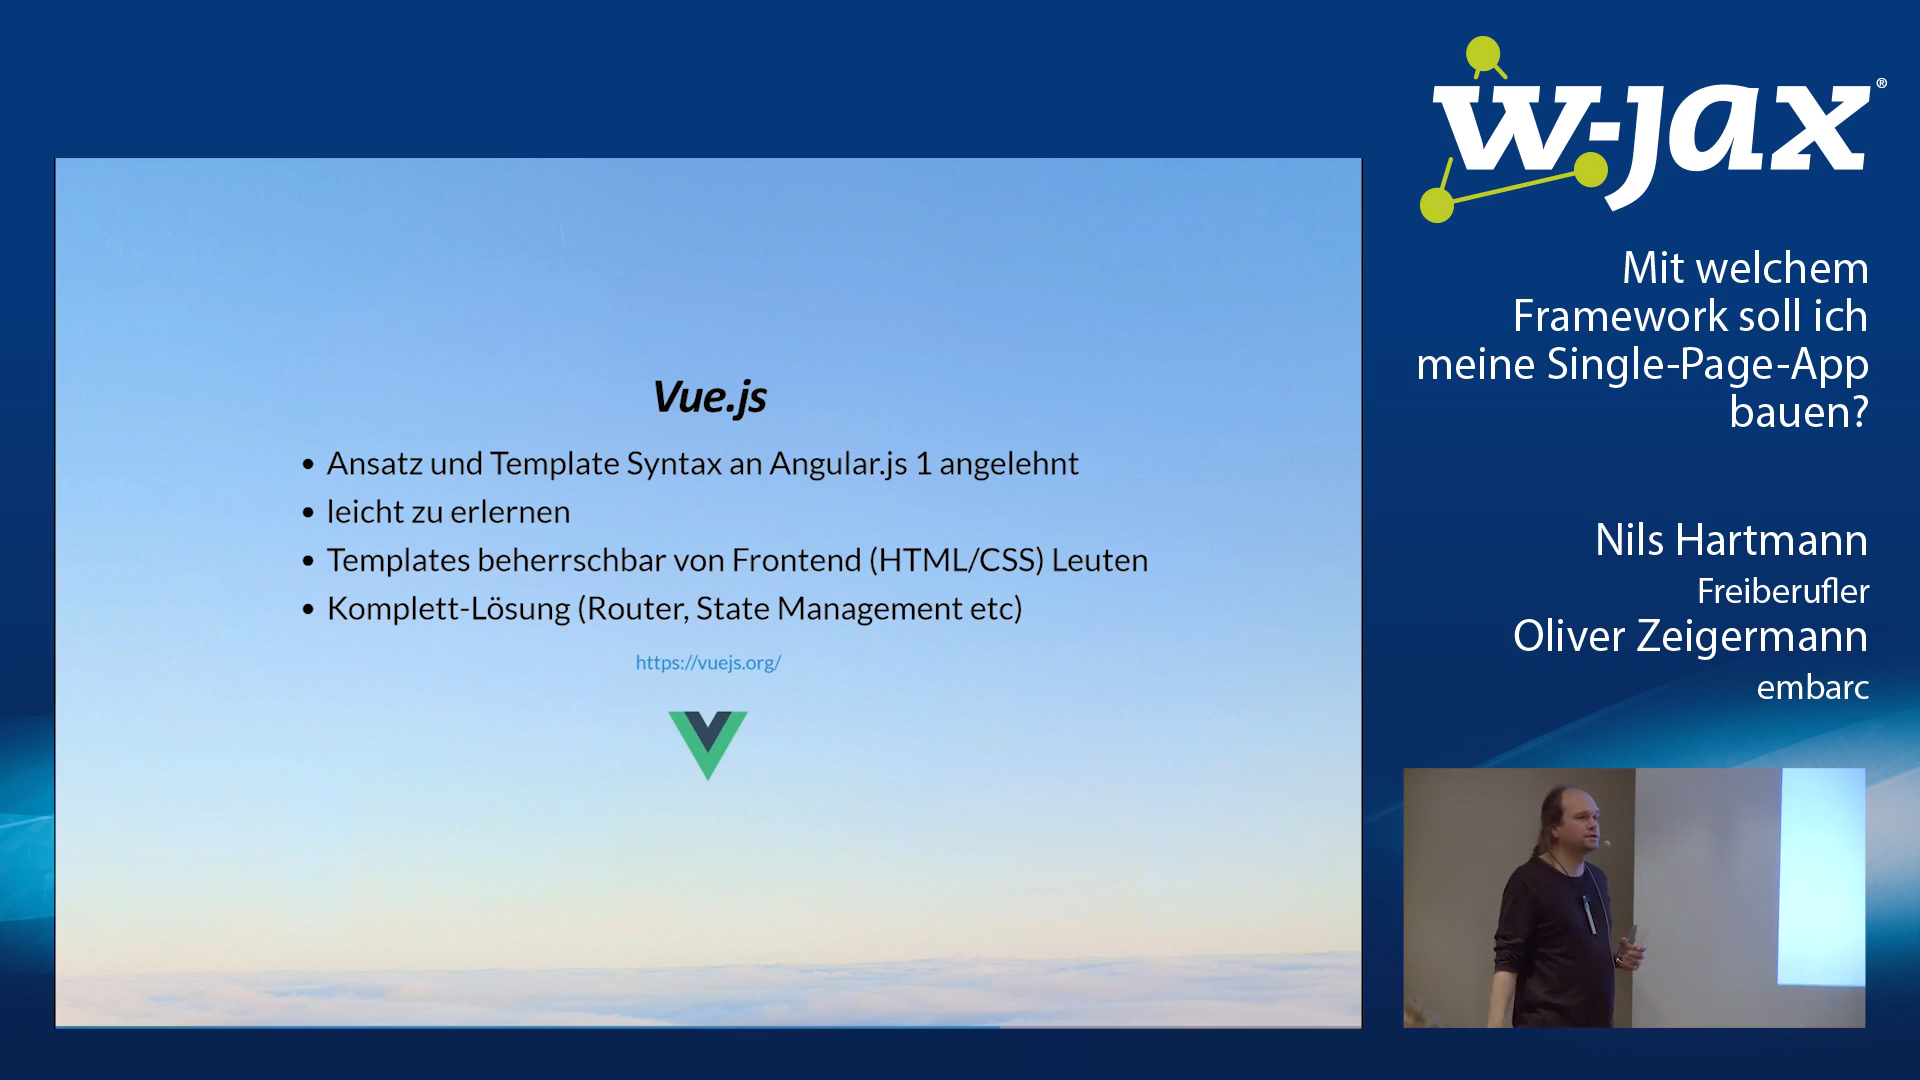 w-jax®
Mit welchem
Framework soll ich
meine Single-Page-App
bauen?
Nils Hartmann
Freiberufler
Oliver Zeigermann
embarc
Vue.js
• Ansatz und Template Syntax an Angular.js 1 angelehnt
• leicht zu erlernen
• Templates beherrschbar von Frontend (HTML/CSS) Leuten
• Komplett-Lösung (Router, State Management etc)
https://vuejs.org/